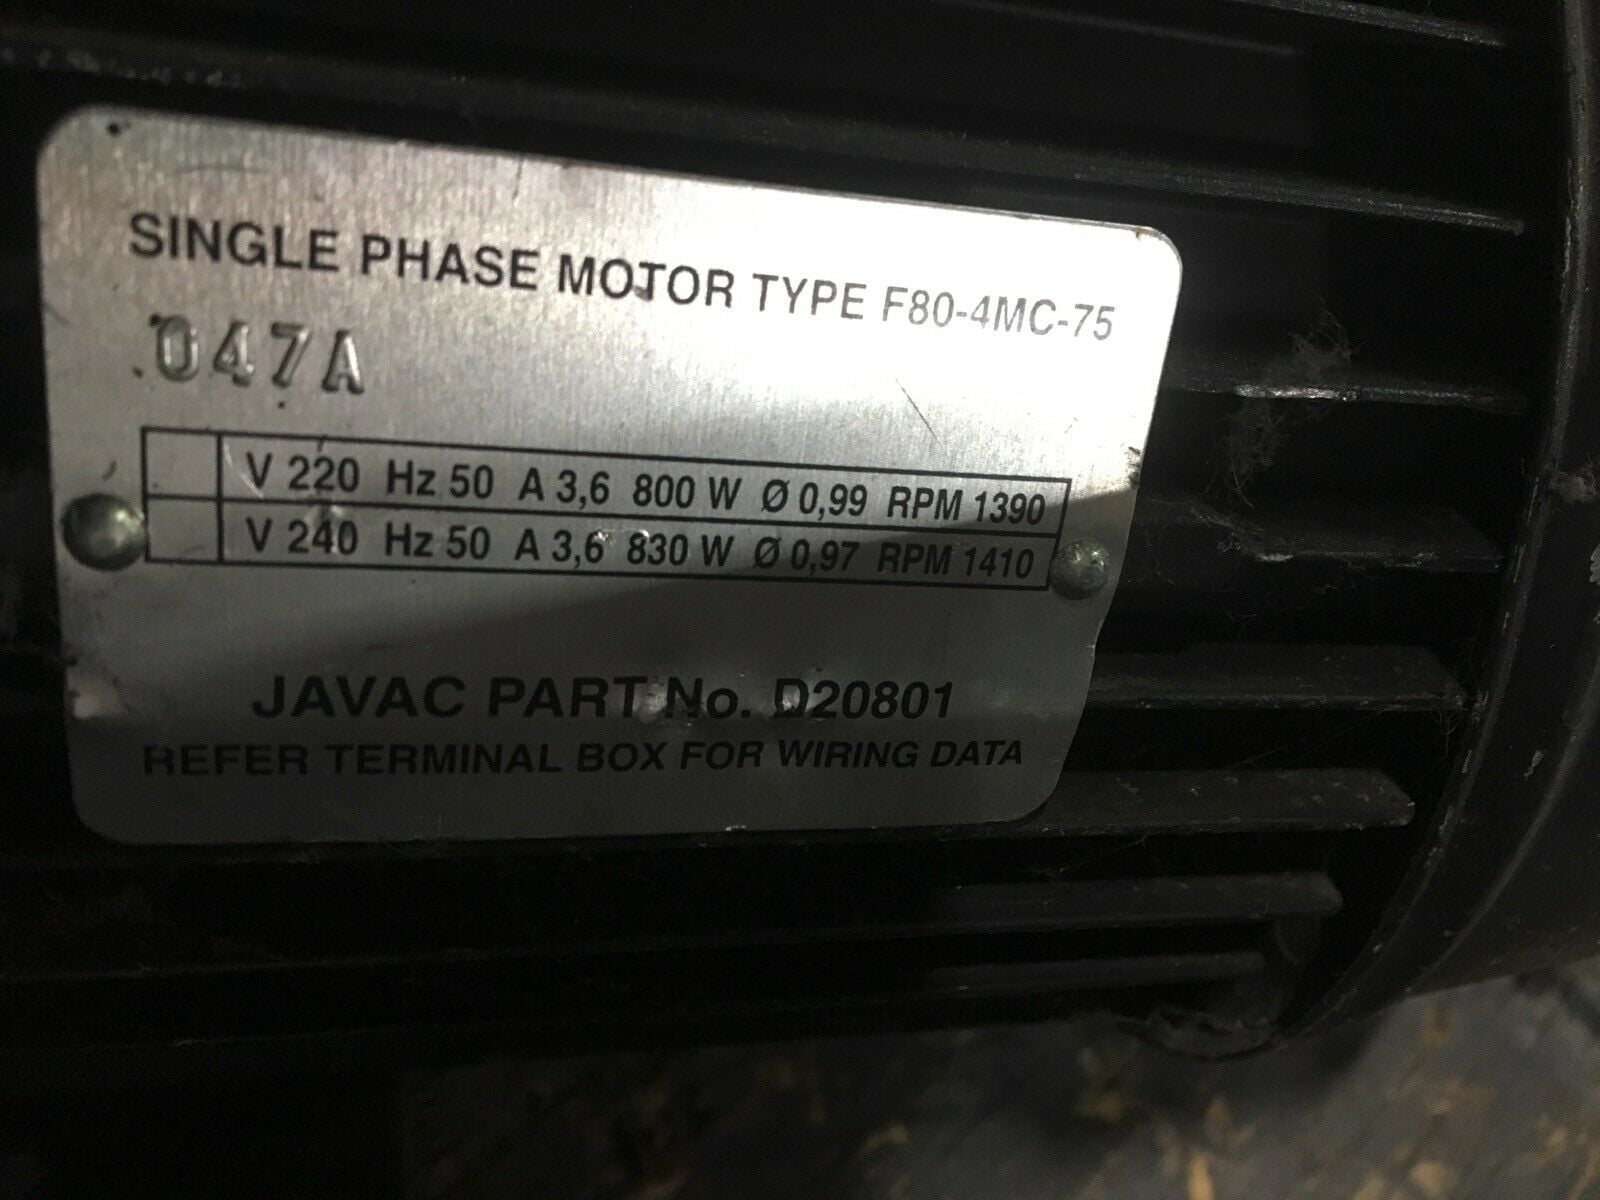 SINGLE PHASE MOTOR TYPE F80-4MC-75
047A
V 220 Hz 50 A 3,6 800 W Ø 0,99 RPM 1390
V 240 Hz 50 A 3,6 830 W Ø 0,97 RPM 1410
JAVAC PART No. D20801
REFER TERMINAL BOX FOR WIRING DATA